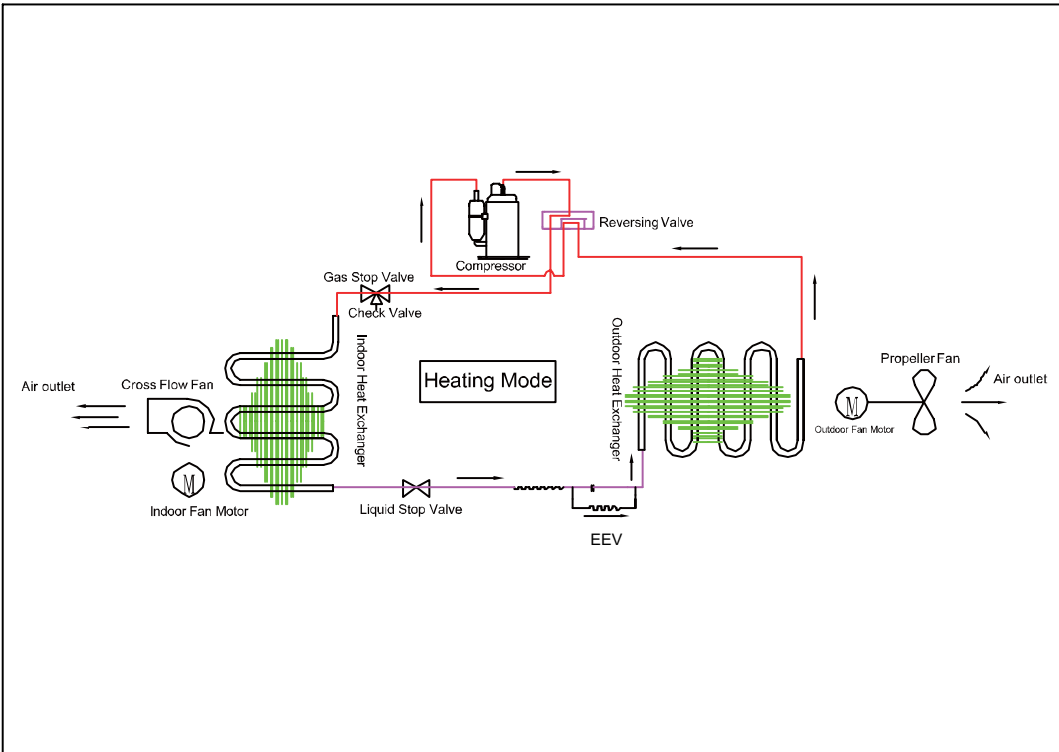 Reversing Valve
Compressor
Gas Stop Valve
Check Valve
Indoor Heat Exchanger
Heating Mode
Outdoor Heat Exchanger
Propeller Fan
Air outlet
Cross Flow Fan
Air outlet
M
Outdoor Fan Motor
M
Indoor Fan Motor
Liquid Stop Valve
EEV